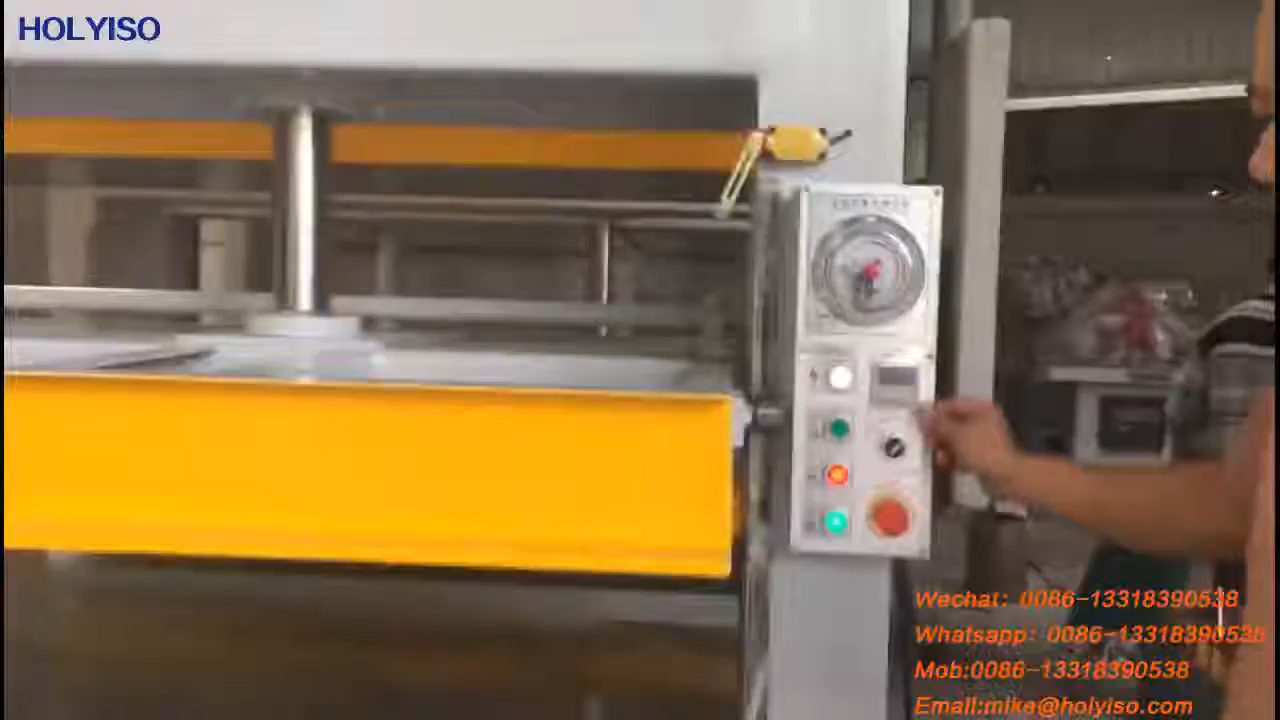 HOLYISO
Wechat: 0086-13318390538
Whatsapp: 0086-13318390538
Mob:0086-13318390538
Email:mike@holyiso.com